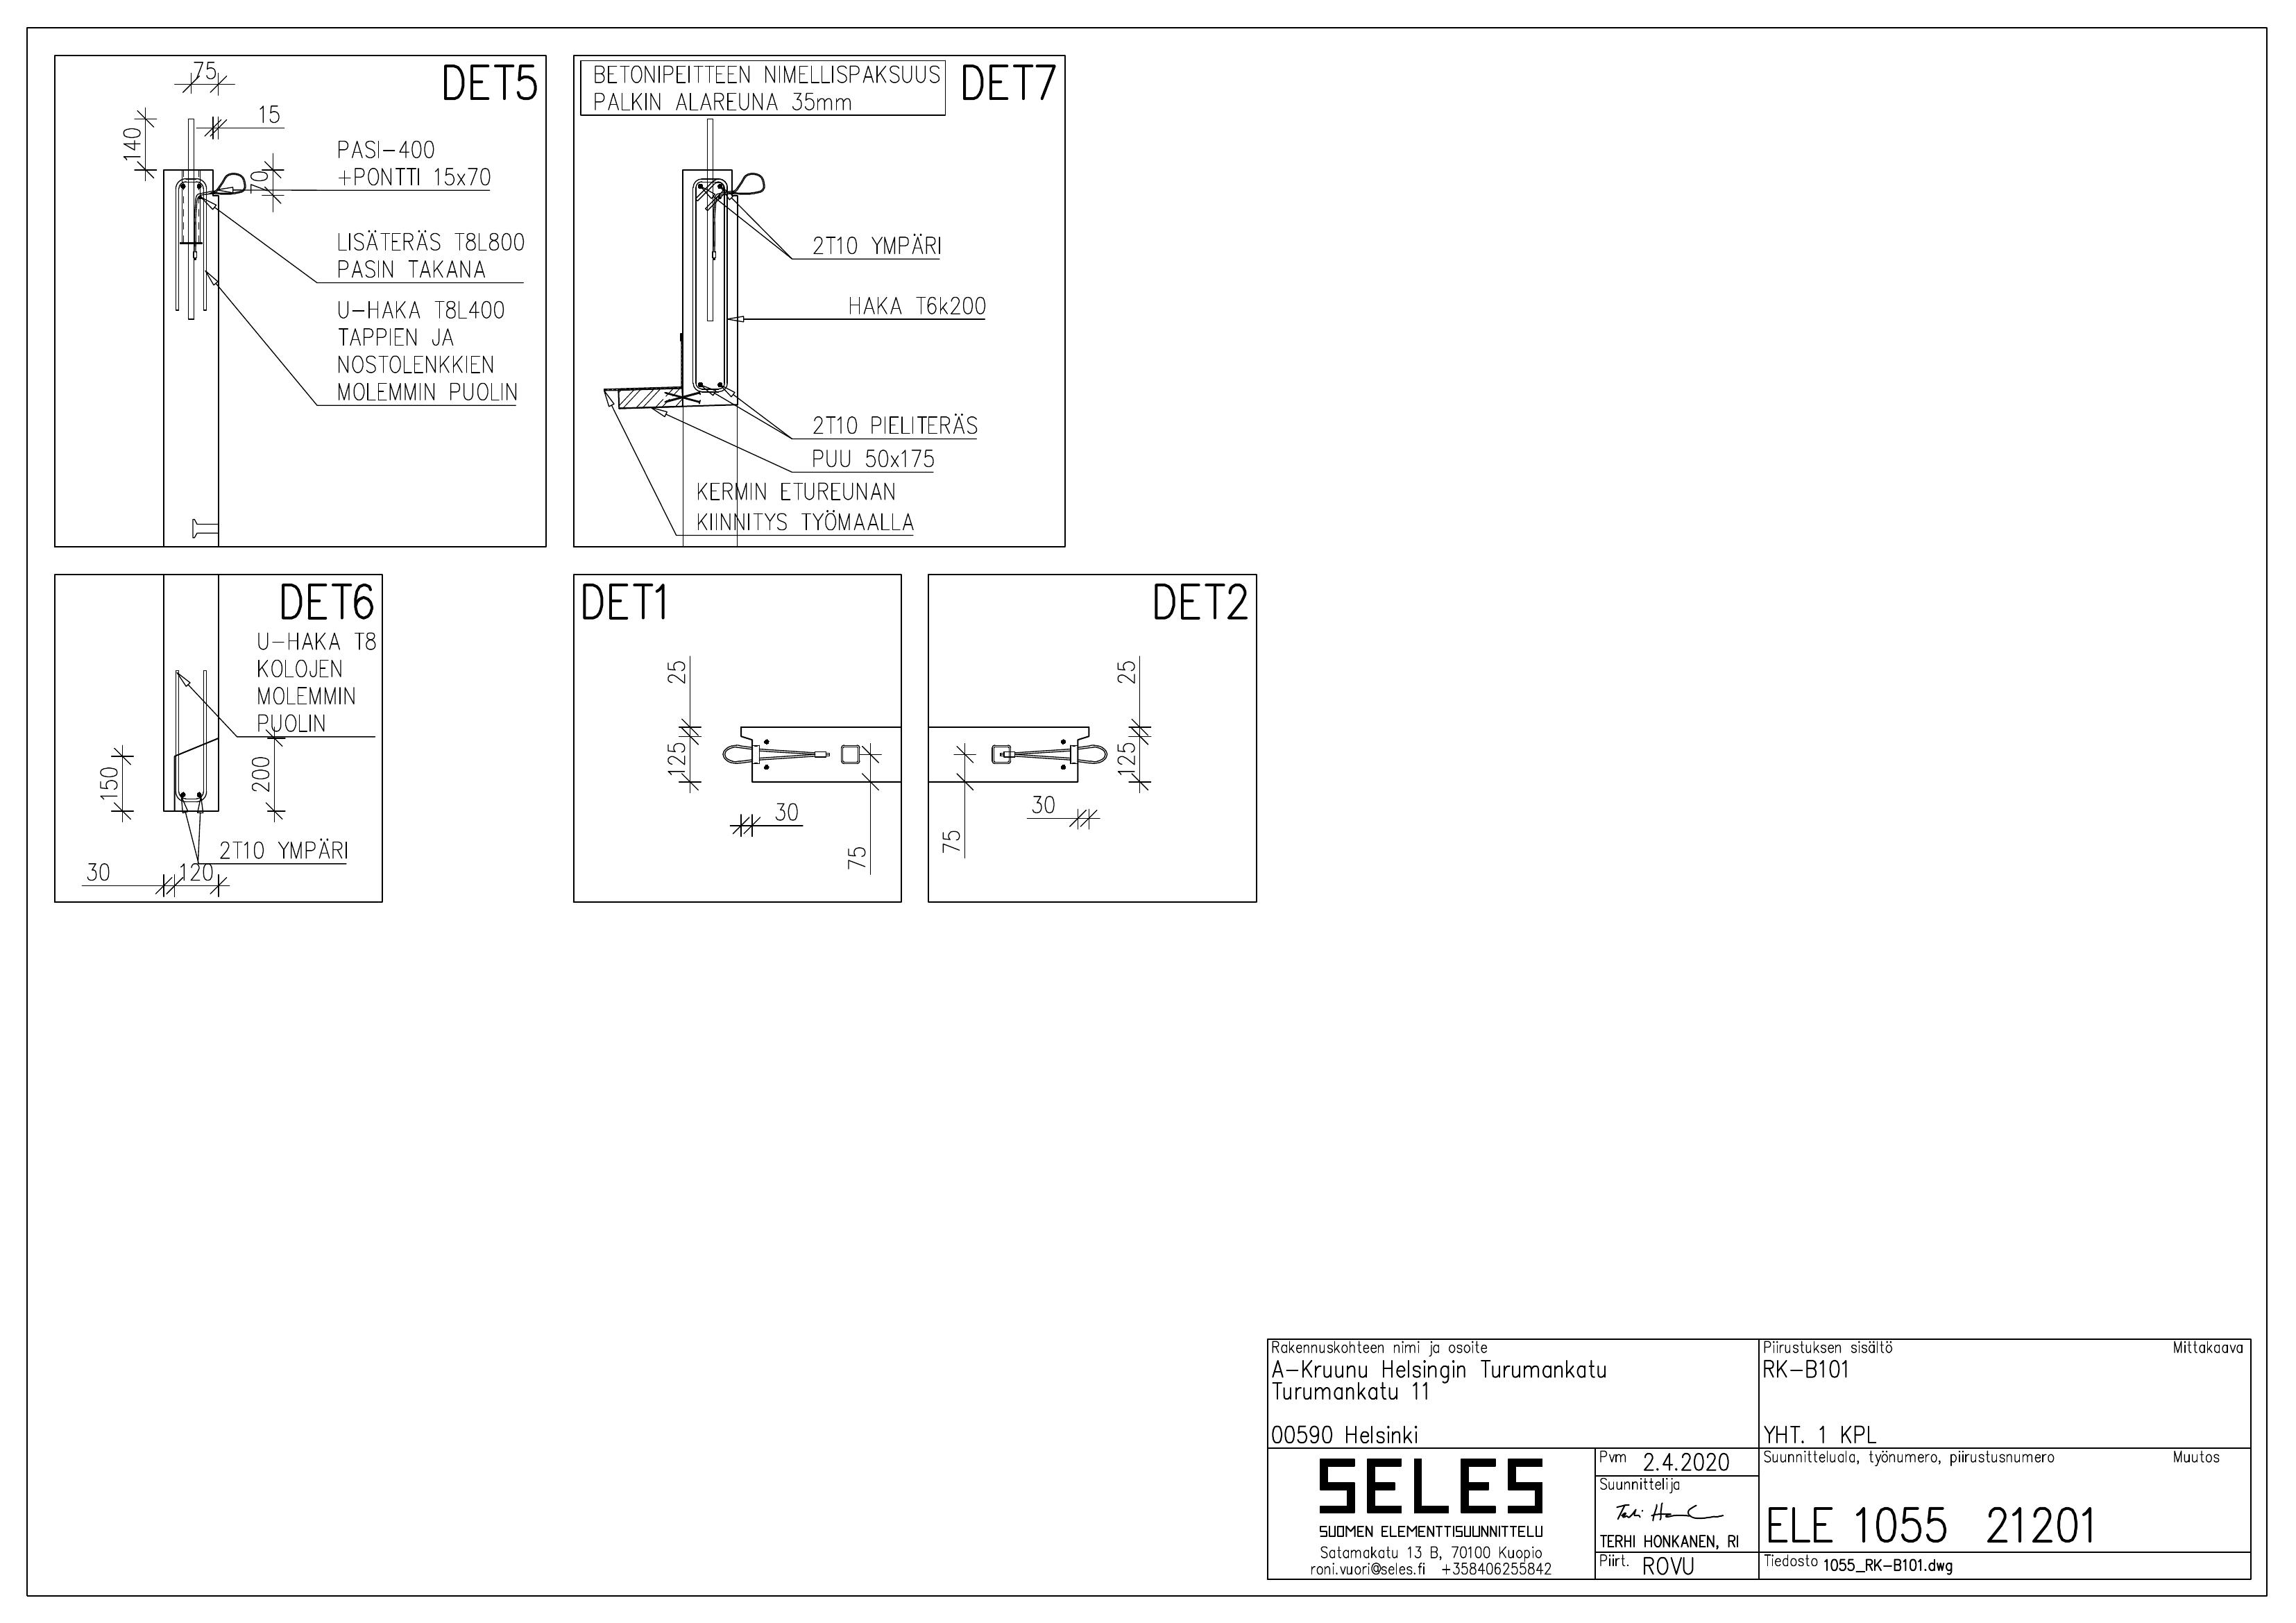 DET5
75
15
140
70
PASI-400
+PONTTI 15x70
LISÄTERÄS T8L800
PASIN TAKANA
U-HAKA T8L400
TAPPIEN JA
NOSTOLENKKIEN
MOLEMMIN PUOLIN
BETONIPEITTEEN NIMELLISPAKSUUS
PALKIN ALAREUNA 35mm
DET7
2T10 YMPÄRI
HAKA T6k200
2T10 PIELITERÄS
PUU 50x175
KERMIN ETUREUNAN
KIINNITYS TYÖMAALLA
DET6
U-HAKA T8
KOLOJEN
MOLEMMIN
PUOLIN
150
200
2T10 YMPÄRI
30
120
DET1
25
125
30
75
DET2
25
125
30
75
Rakennuskohteen nimi ja osoite
A-Kruunu Helsingin Turumankatu
Turumankatu 11
00590 Helsinki
Piirustuksen sisältö
Mittakaava
RK-B101
YHT. 1 KPL
SELES
SUOMEN ELEMENTTISUUNNITTELU
Satamakatu 13 B, 70100 Kuopio
roni.vuori@seles.fi +358406255842
Pvm 2.4.2020
Suunnittelija
TERHI HONKANEN, RI
Piirt. ROVU
Suunnitteluala, työnumero, piirustusnumero
Muutos
ELE 1055 21201
Tiedosto 1055_RK-B101.dwg